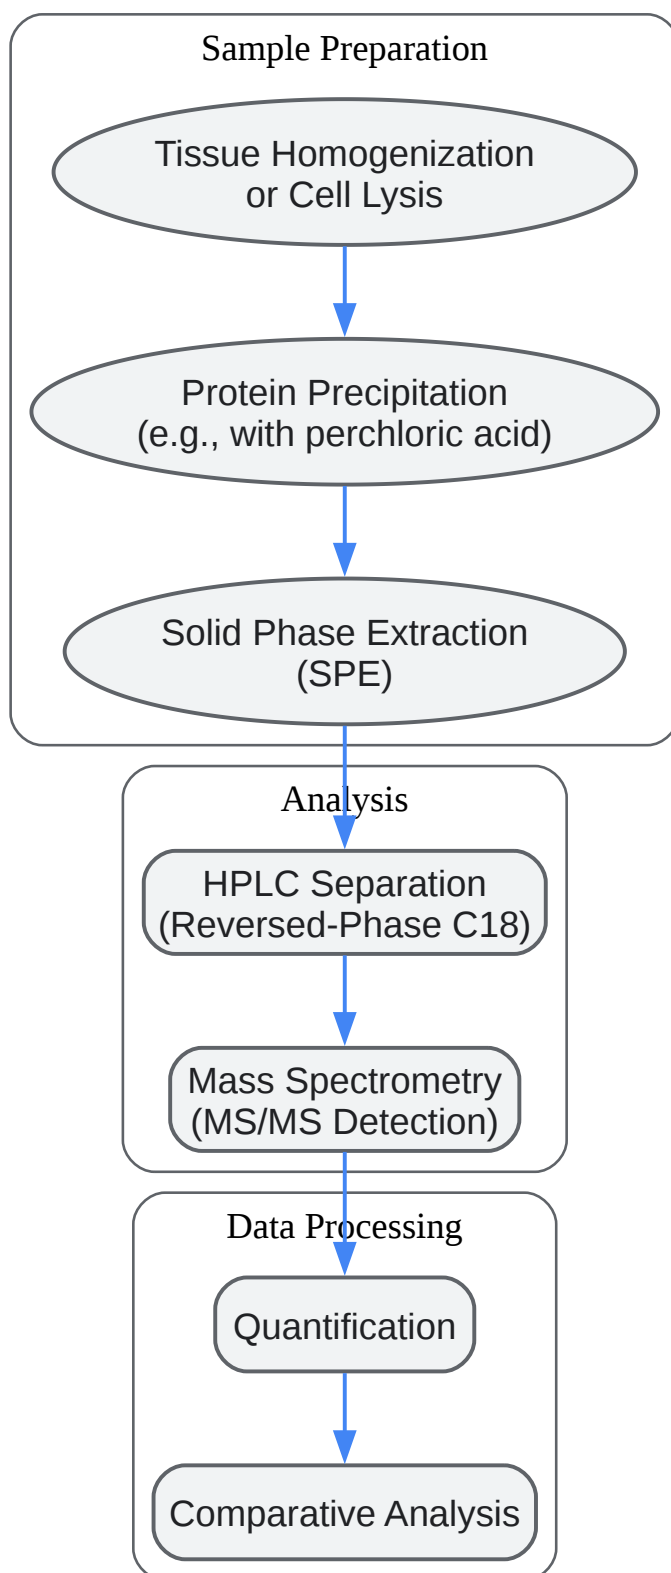 Sample Preparation
Tissue Homogenization
or Cell Lysis
Protein Precipitation
(e.g., with perchloric acid)
Solid Phase Extraction
(SPE)
Analysis
HPLC Separation
(Reversed-Phase C18)
Mass Spectrometry
(MS/MS Detection)
Data Processing
Quantification
Comparative Analysis